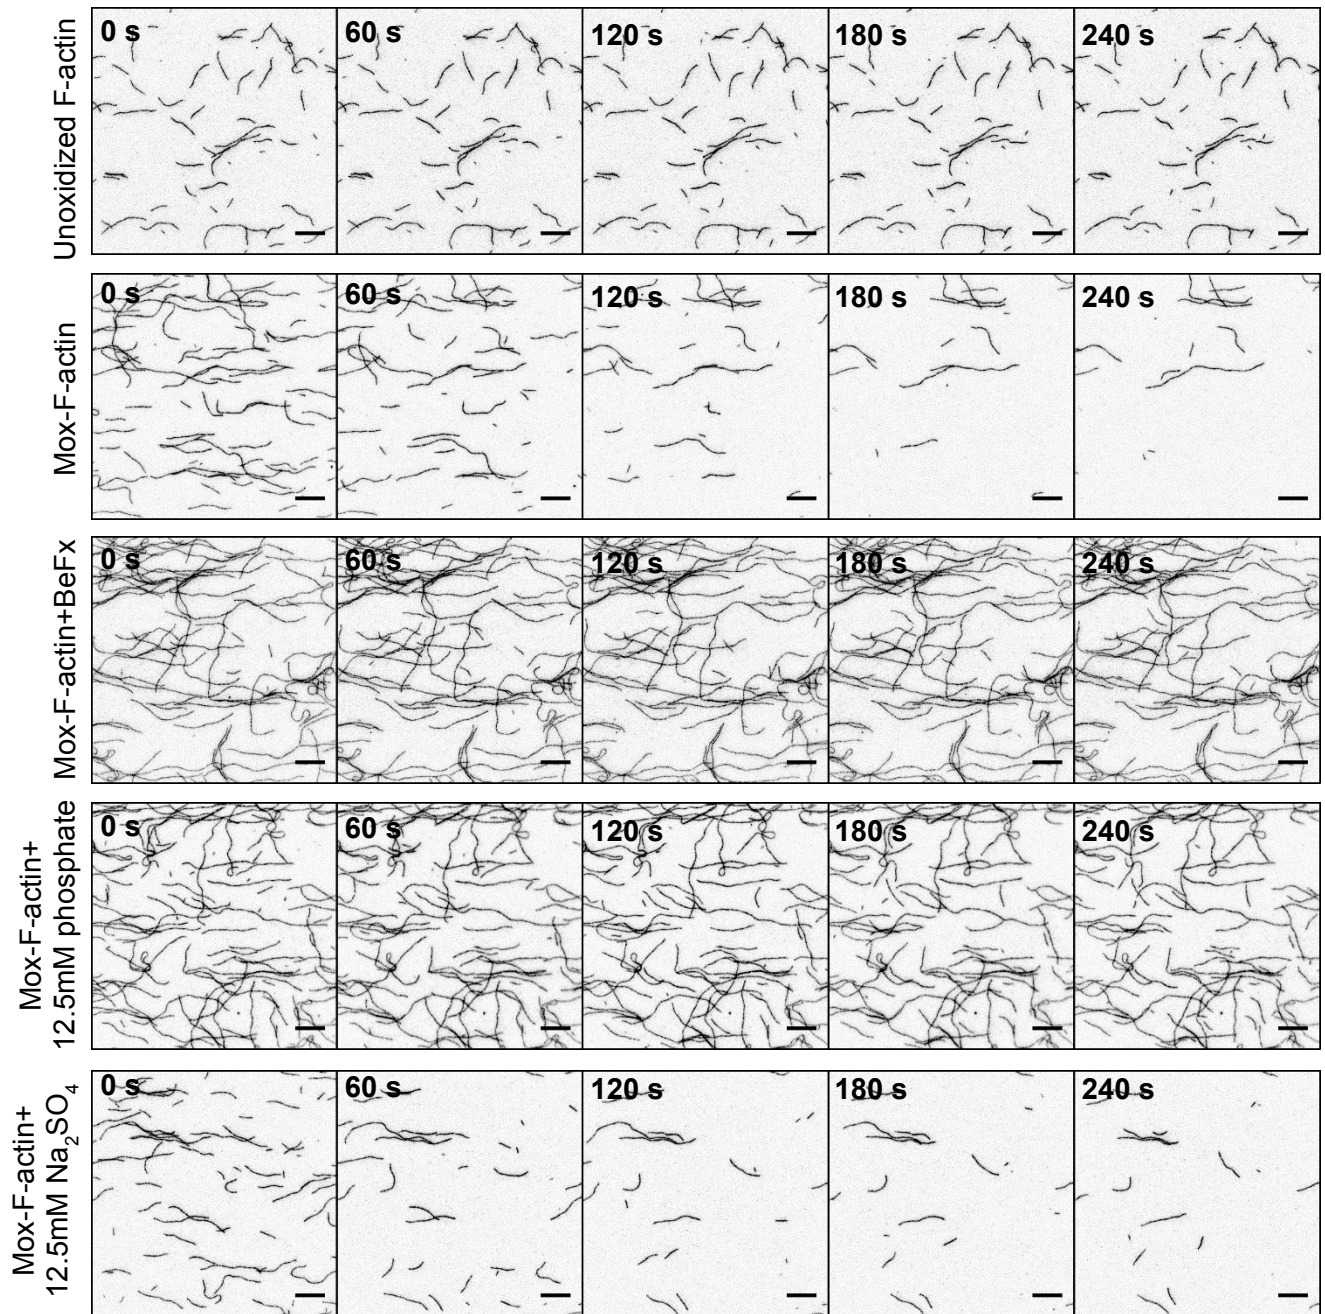 Unoxidized F-actin
0 s
60 s
120 s
180 s
240 s
Mox-F-actin
0 s
60 s
120 s
180 s
240 s
Mox-F-actin+BeFx
0 s
60 s
120 s
180 s
240 s
Mox-F-actin+
12.5mM phosphate
0 s
60 s
120 s
180 s
240 s
Mox-F-actin+
12.5mM Na₂SO₄
0 s
60 s
120 s
180 s
240 s